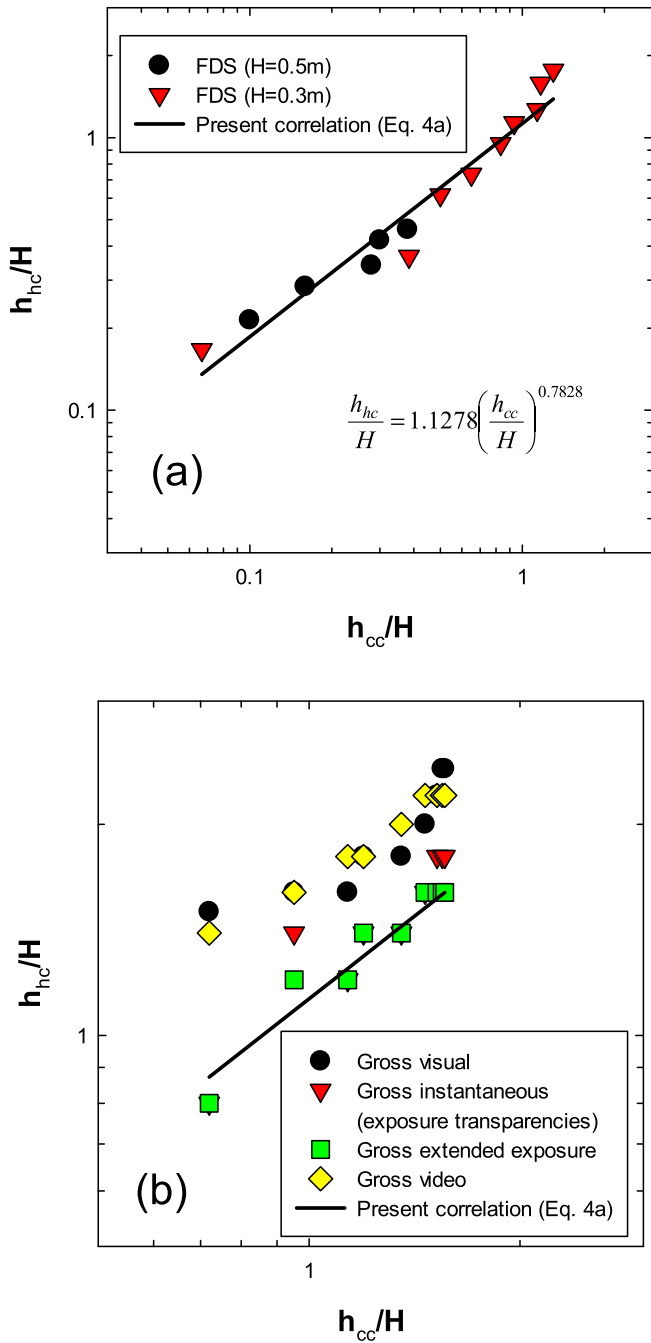 1
FDS (H=0.5m)
FDS (H=0.3m)
Present correlation (Eq. 4a)
h_hc/H
0.1
h_hc/H = 1.1278(h_cc/H)^0.7828
(a)
0.1 1
h_cc/H
h_hc/H
1
Gross visual
Gross instantaneous
(exposure transparencies)
Gross extended exposure
Gross video
Present correlation (Eq. 4a)
(b)
1
h_cc/H